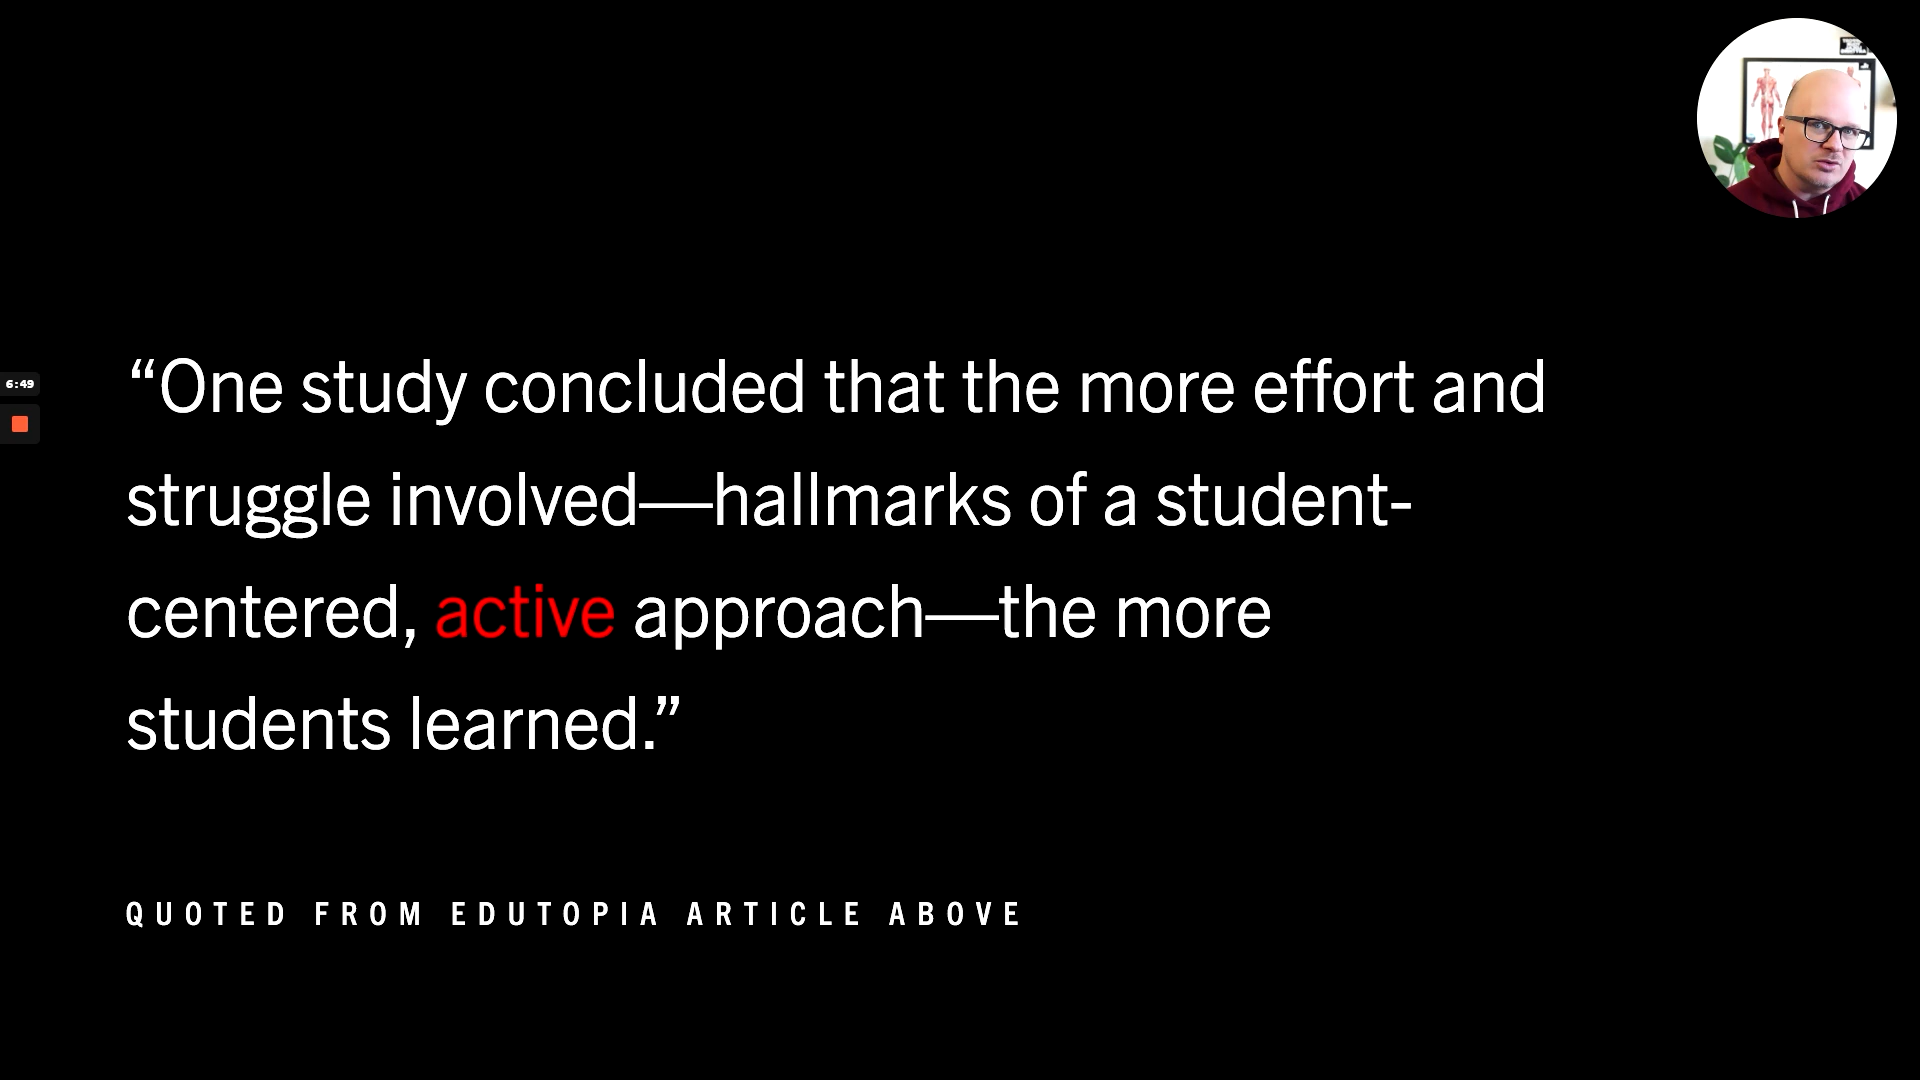 6:49
“One study concluded that the more effort and
struggle involved—hallmarks of a student-
centered, active approach—the more
students learned.”
QUOTED FROM EDUTOPIA ARTICLE ABOVE